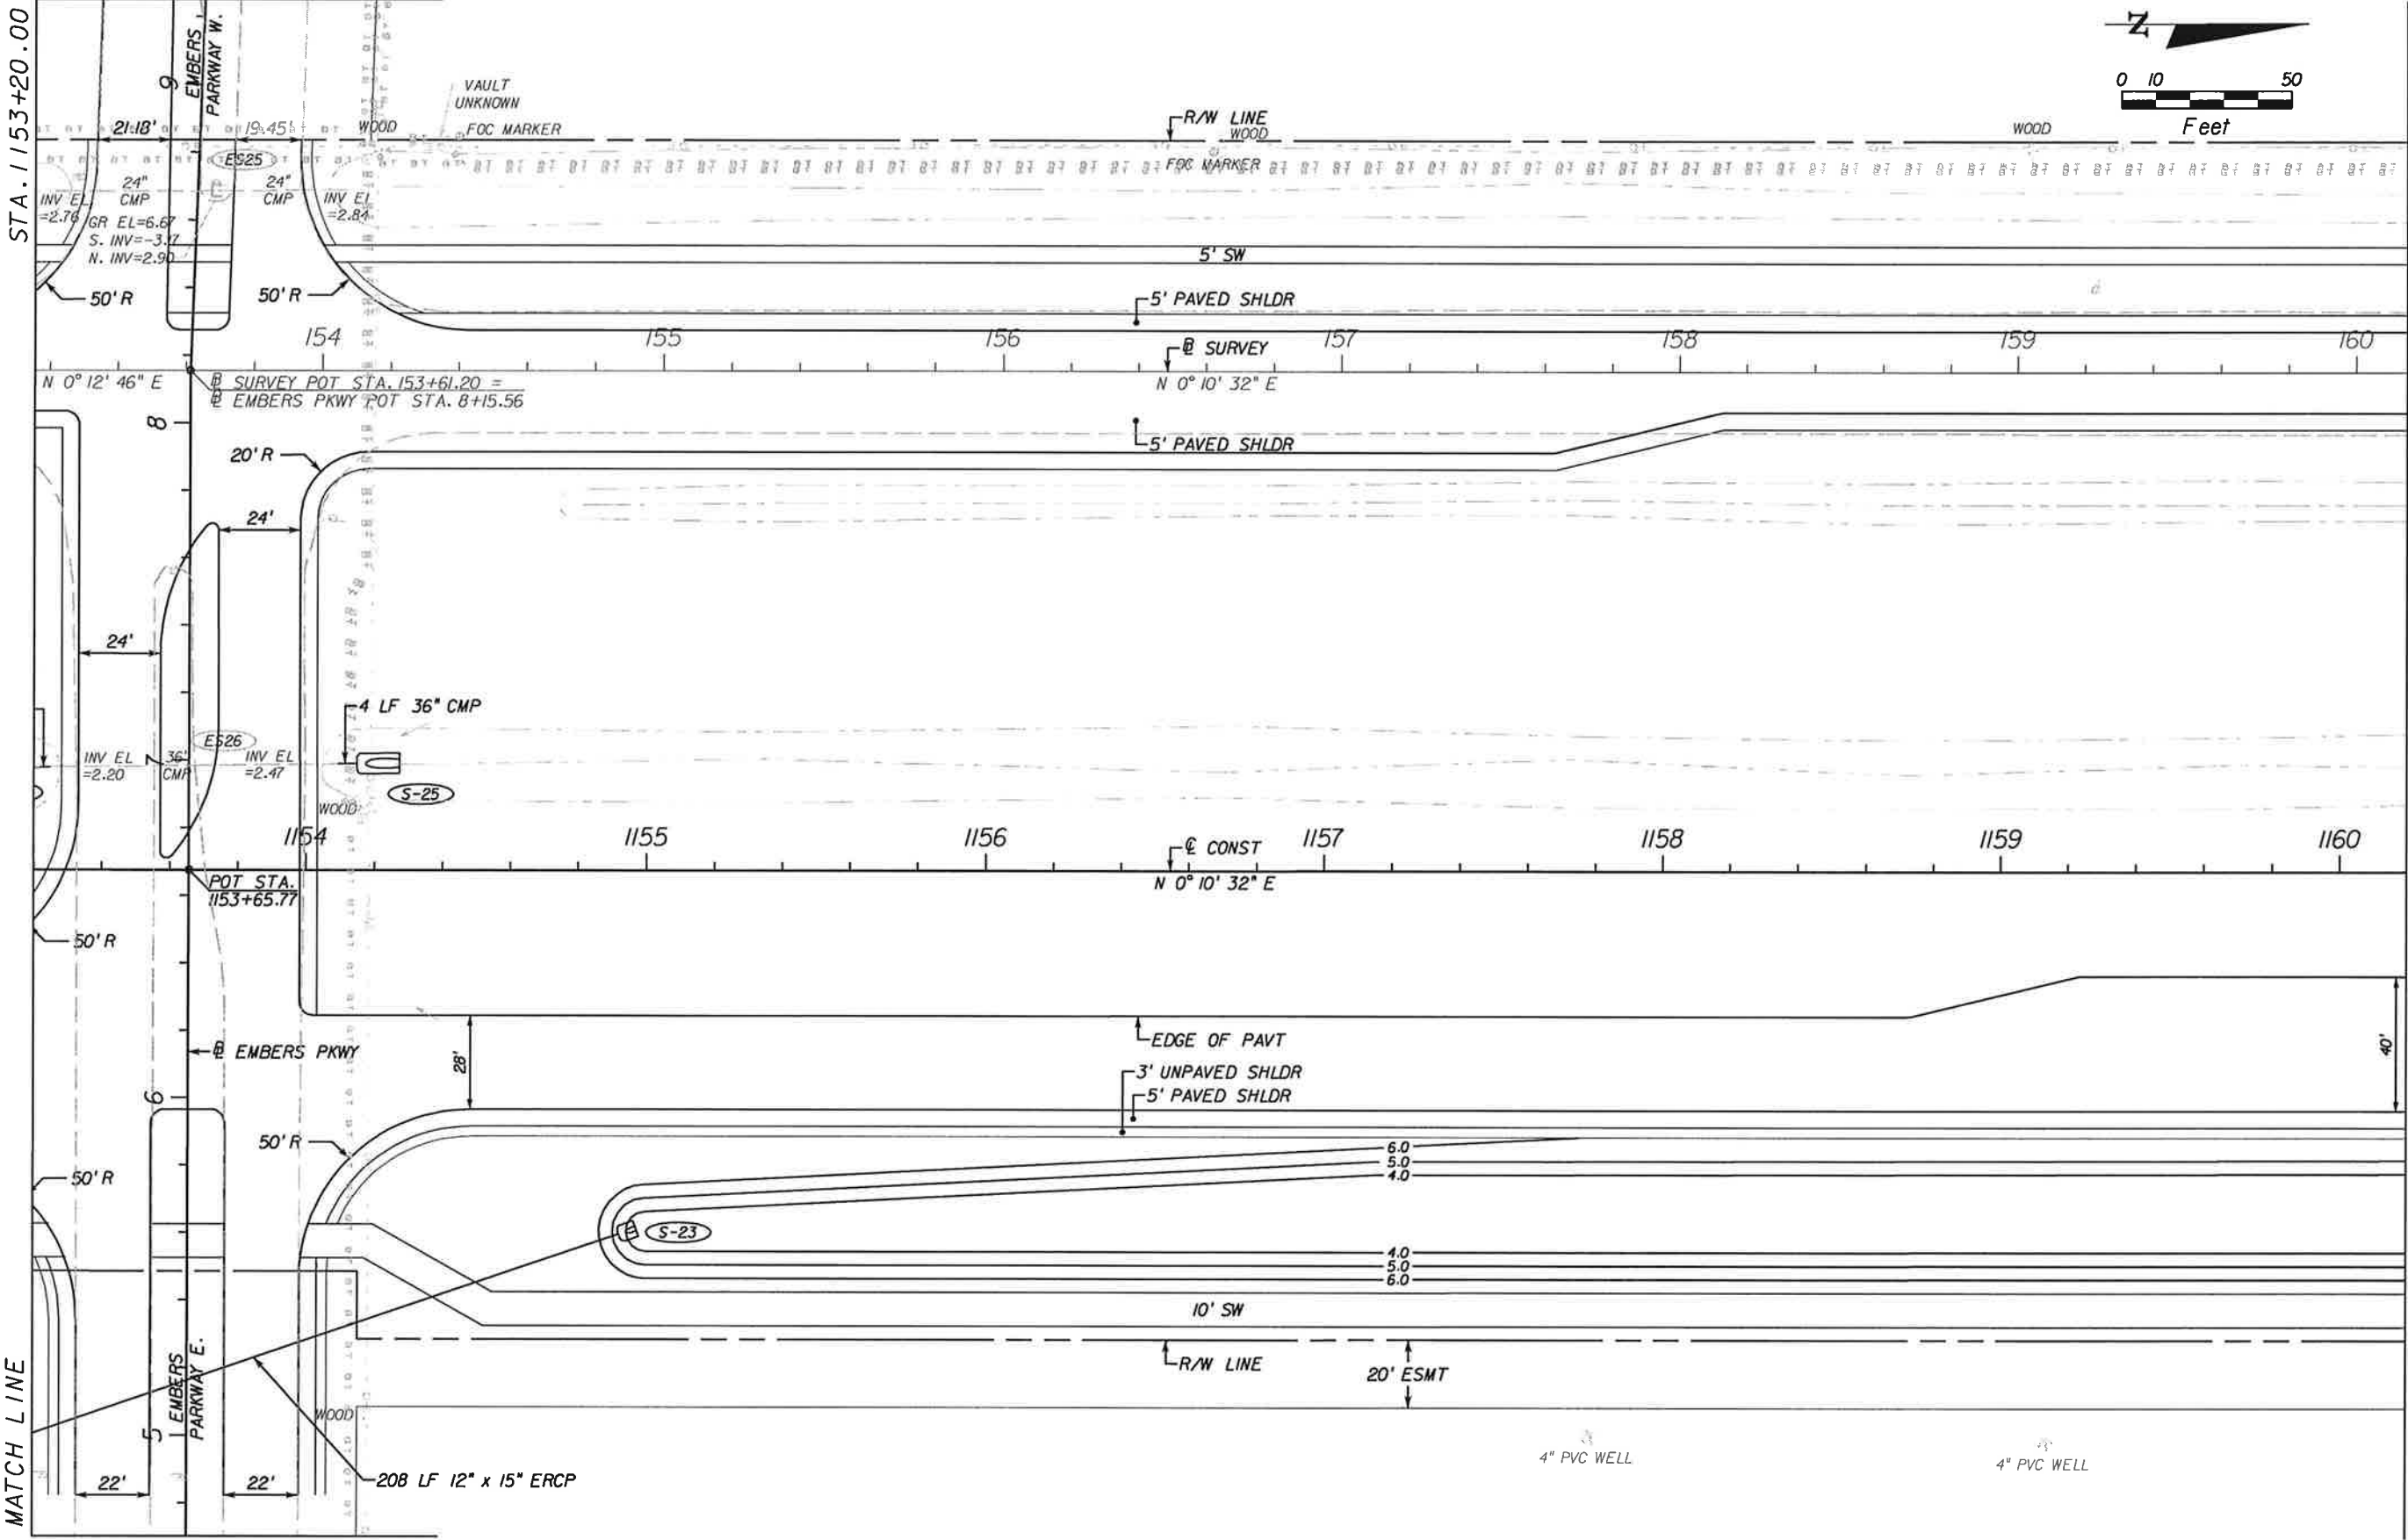 STA. 1153+20.00
MATCH LINE
EMBERS
PARKWAY W.
9
VAULT
UNKNOWN
WOOD
FOC MARKER
21.18'
19.45'
ES25
24"
CMP
24"
CMP
INV EL
=2.76
INV EL
=2.84
GR EL=6.67
S. INV=-3.17
N. INV=2.90
50' R
50' R
R/W LINE
WOOD
FOC MARKER
WOOD
N
0 10 50
Feet
5' SW
5' PAVED SHLDR
154 155 156 157 158 159 160
N 0° 12' 46" E
B SURVEY POT STA. 153+61.20 =
B EMBERS PKWY POT STA. 8+15.56
B SURVEY
N 0° 10' 32" E
8
20' R
5' PAVED SHLDR
24'
24'
4 LF 36" CMP
ES26
INV EL
=2.20
7
36"
CMP
INV EL
=2.47
S-25
WOOD
1154 1155 1156 1157 1158 1159 1160
POT STA.
1153+65.77
₵ CONST
N 0° 10' 32" E
50' R
B EMBERS PKWY
28'
EDGE OF PAVT
40'
3' UNPAVED SHLDR
5' PAVED SHLDR
6
50' R
50' R
6.0
5.0
4.0
S-23
4.0
5.0
6.0
10' SW
R/W LINE
20' ESMT
EMBERS
PARKWAY E.
5
WOOD
22'
22'
208 LF 12" x 15" ERCP
4" PVC WELL
4" PVC WELL